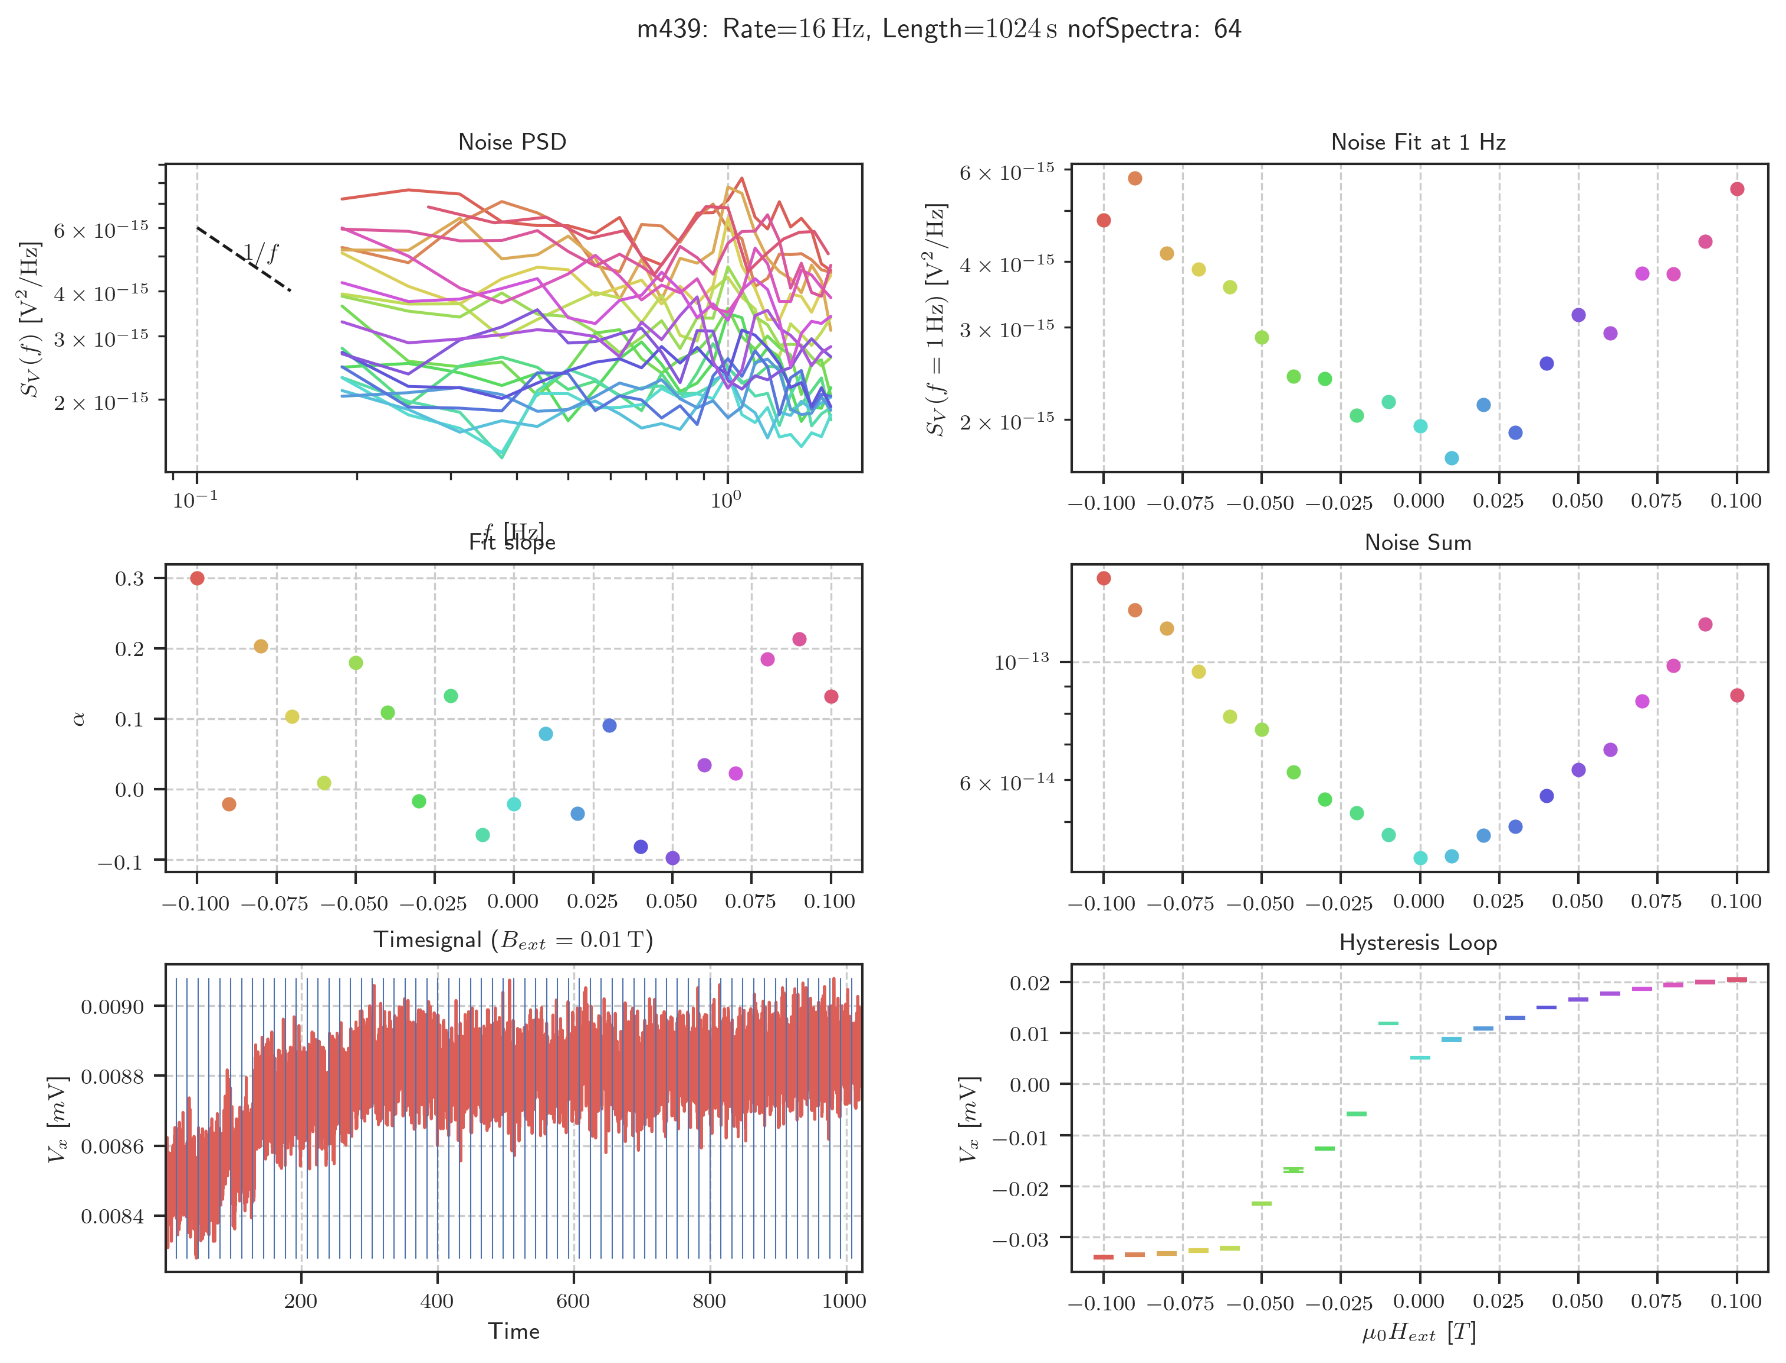 m439: Rate=16 Hz, Length=1024 s nofSpectra: 64
Noise PSD
S_V(f) [V²/Hz]
6 × 10⁻¹⁵
4 × 10⁻¹⁵
3 × 10⁻¹⁵
2 × 10⁻¹⁵
1/f
10⁻¹ 10⁰
f [Hz]
Noise Fit at 1 Hz
S_V(f = 1 Hz) [V²/Hz]
6 × 10⁻¹⁵
4 × 10⁻¹⁵
3 × 10⁻¹⁵
2 × 10⁻¹⁵
−0.100 −0.075 −0.050 −0.025 0.000 0.025 0.050 0.075 0.100
Fit slope
α
0.3
0.2
0.1
0.0
−0.1
−0.100 −0.075 −0.050 −0.025 0.000 0.025 0.050 0.075 0.100
Noise Sum
10⁻¹³
6 × 10⁻¹⁴
−0.100 −0.075 −0.050 −0.025 0.000 0.025 0.050 0.075 0.100
Timesignal (B_ext = 0.01 T)
V_x [mV]
0.0090
0.0088
0.0086
0.0084
200 400 600 800 1000
Time
Hysteresis Loop
V_x [mV]
0.02
0.01
0.00
−0.01
−0.02
−0.03
−0.100 −0.075 −0.050 −0.025 0.000 0.025 0.050 0.075 0.100
μ₀H_ext [T]